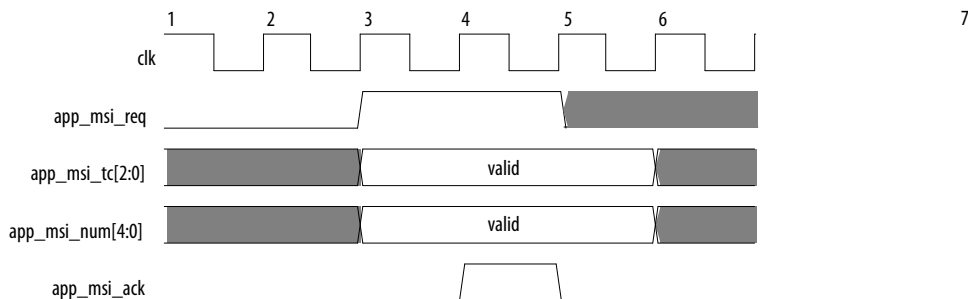 1 2 3 4 5 6 7
clk
app_msi_req
app_msi_tc[2:0] valid
app_msi_num[4:0] valid
app_msi_ack